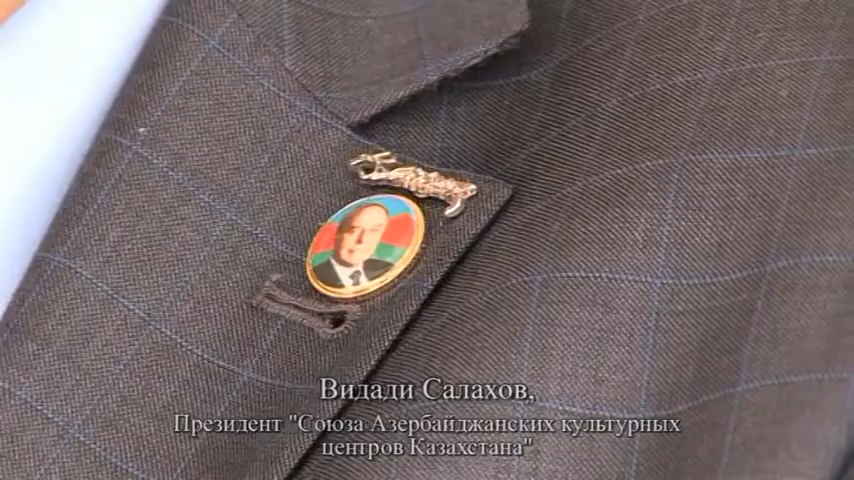 Видади Салахов,
Президент "Союза Азербайджанских культурных
центров Казахстана"